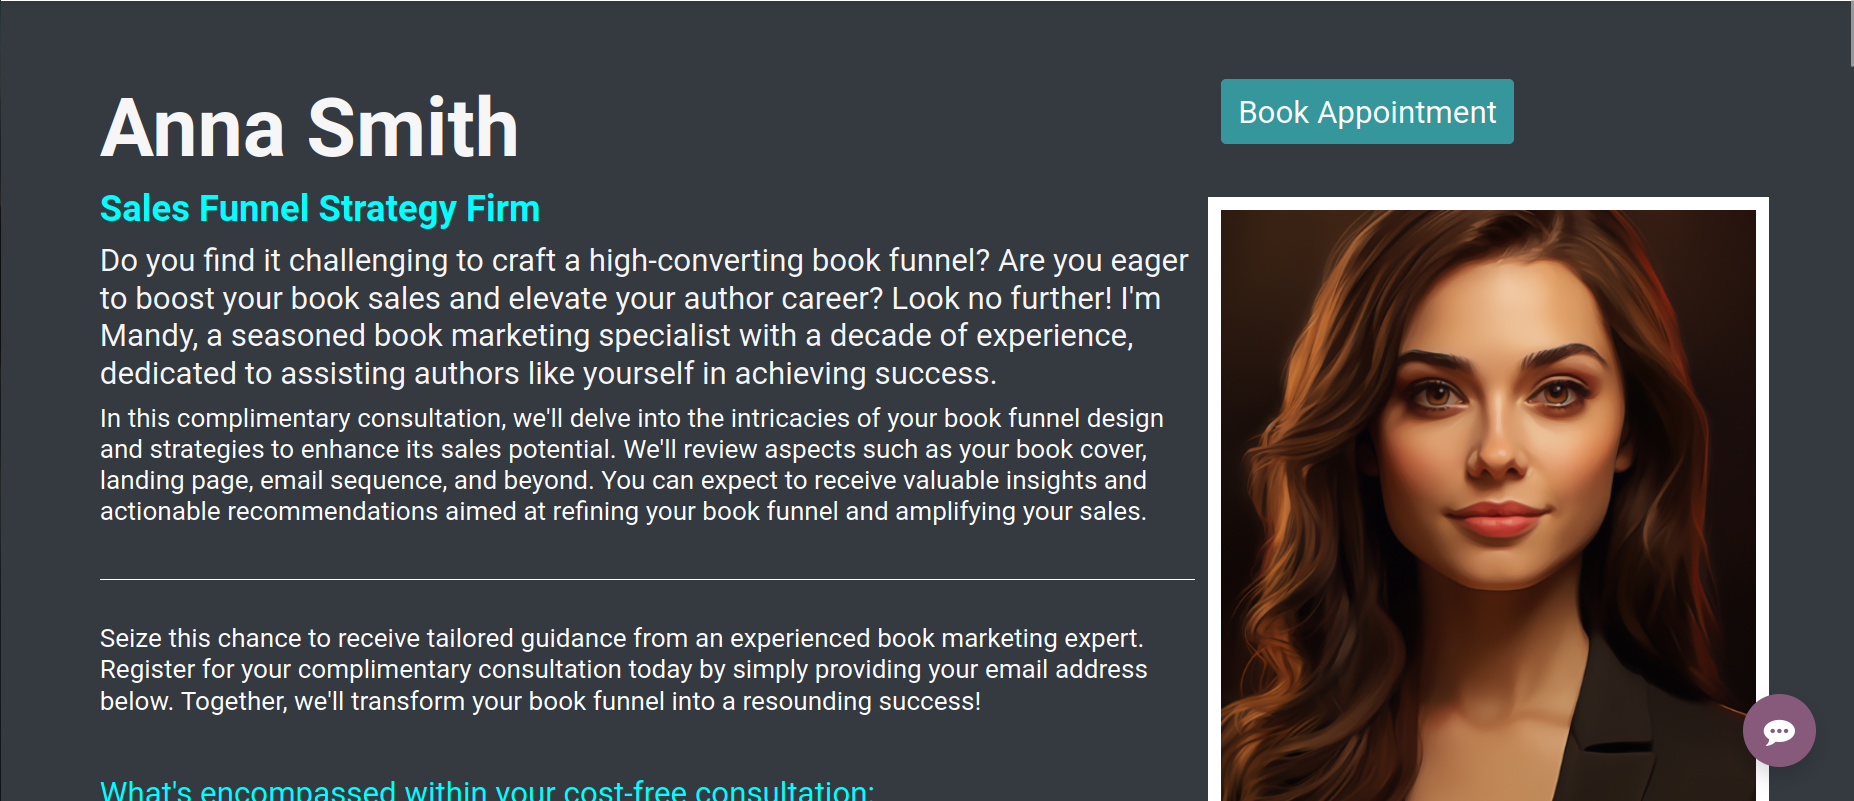 Anna Smith
Book Appointment
Sales Funnel Strategy Firm
Do you find it challenging to craft a high-converting book funnel? Are you eager
to boost your book sales and elevate your author career? Look no further! I'm
Mandy, a seasoned book marketing specialist with a decade of experience,
dedicated to assisting authors like yourself in achieving success.
In this complimentary consultation, we'll delve into the intricacies of your book funnel design
and strategies to enhance its sales potential. We'll review aspects such as your book cover,
landing page, email sequence, and beyond. You can expect to receive valuable insights and
actionable recommendations aimed at refining your book funnel and amplifying your sales.
Seize this chance to receive tailored guidance from an experienced book marketing expert.
Register for your complimentary consultation today by simply providing your email address
below. Together, we'll transform your book funnel into a resounding success!
What's encompassed within your cost-free consultation: